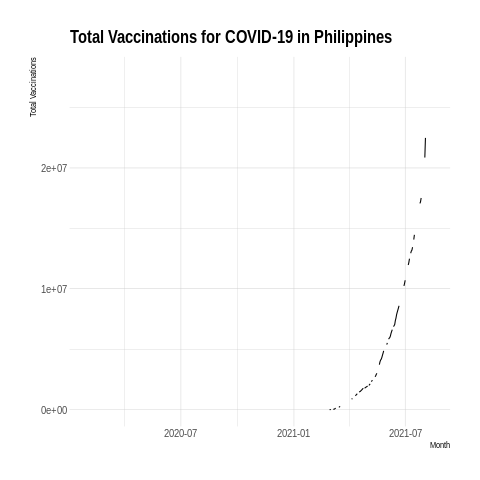 Total Vaccinations for COVID-19 in Philippines
Total Vaccinations
2e+07
1e+07
0e+00
2020-07
2021-01
2021-07
Month